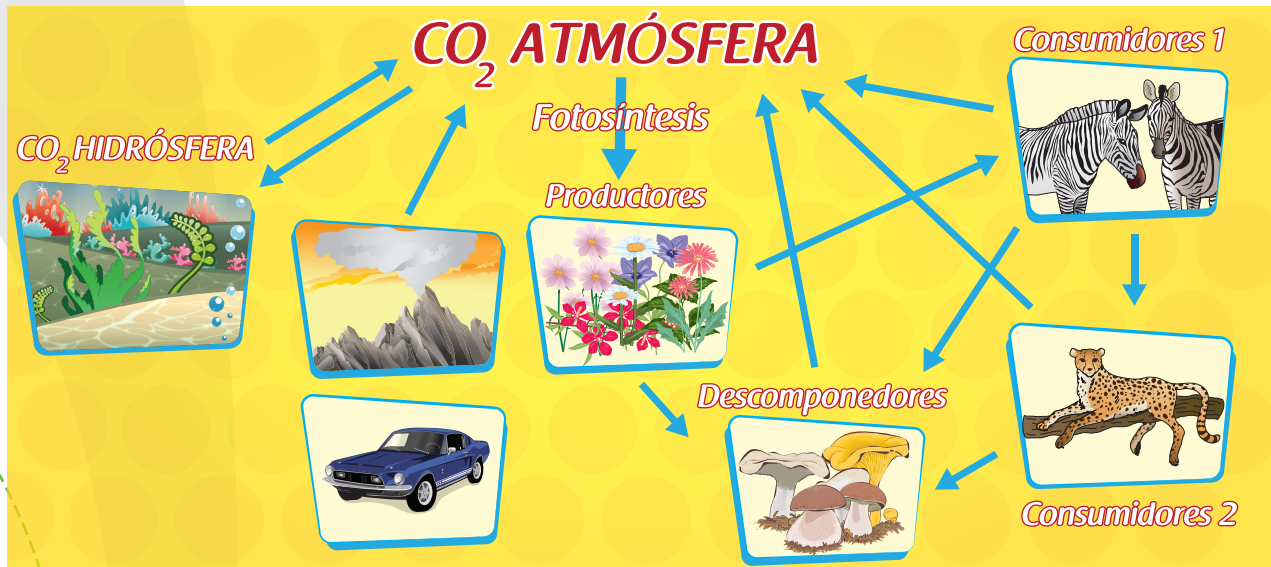 CO2 ATMÓSFERA
Consumidores 1
Fotosíntesis
CO2 HIDRÓSFERA
Productores
Descomponedores
Consumidores 2